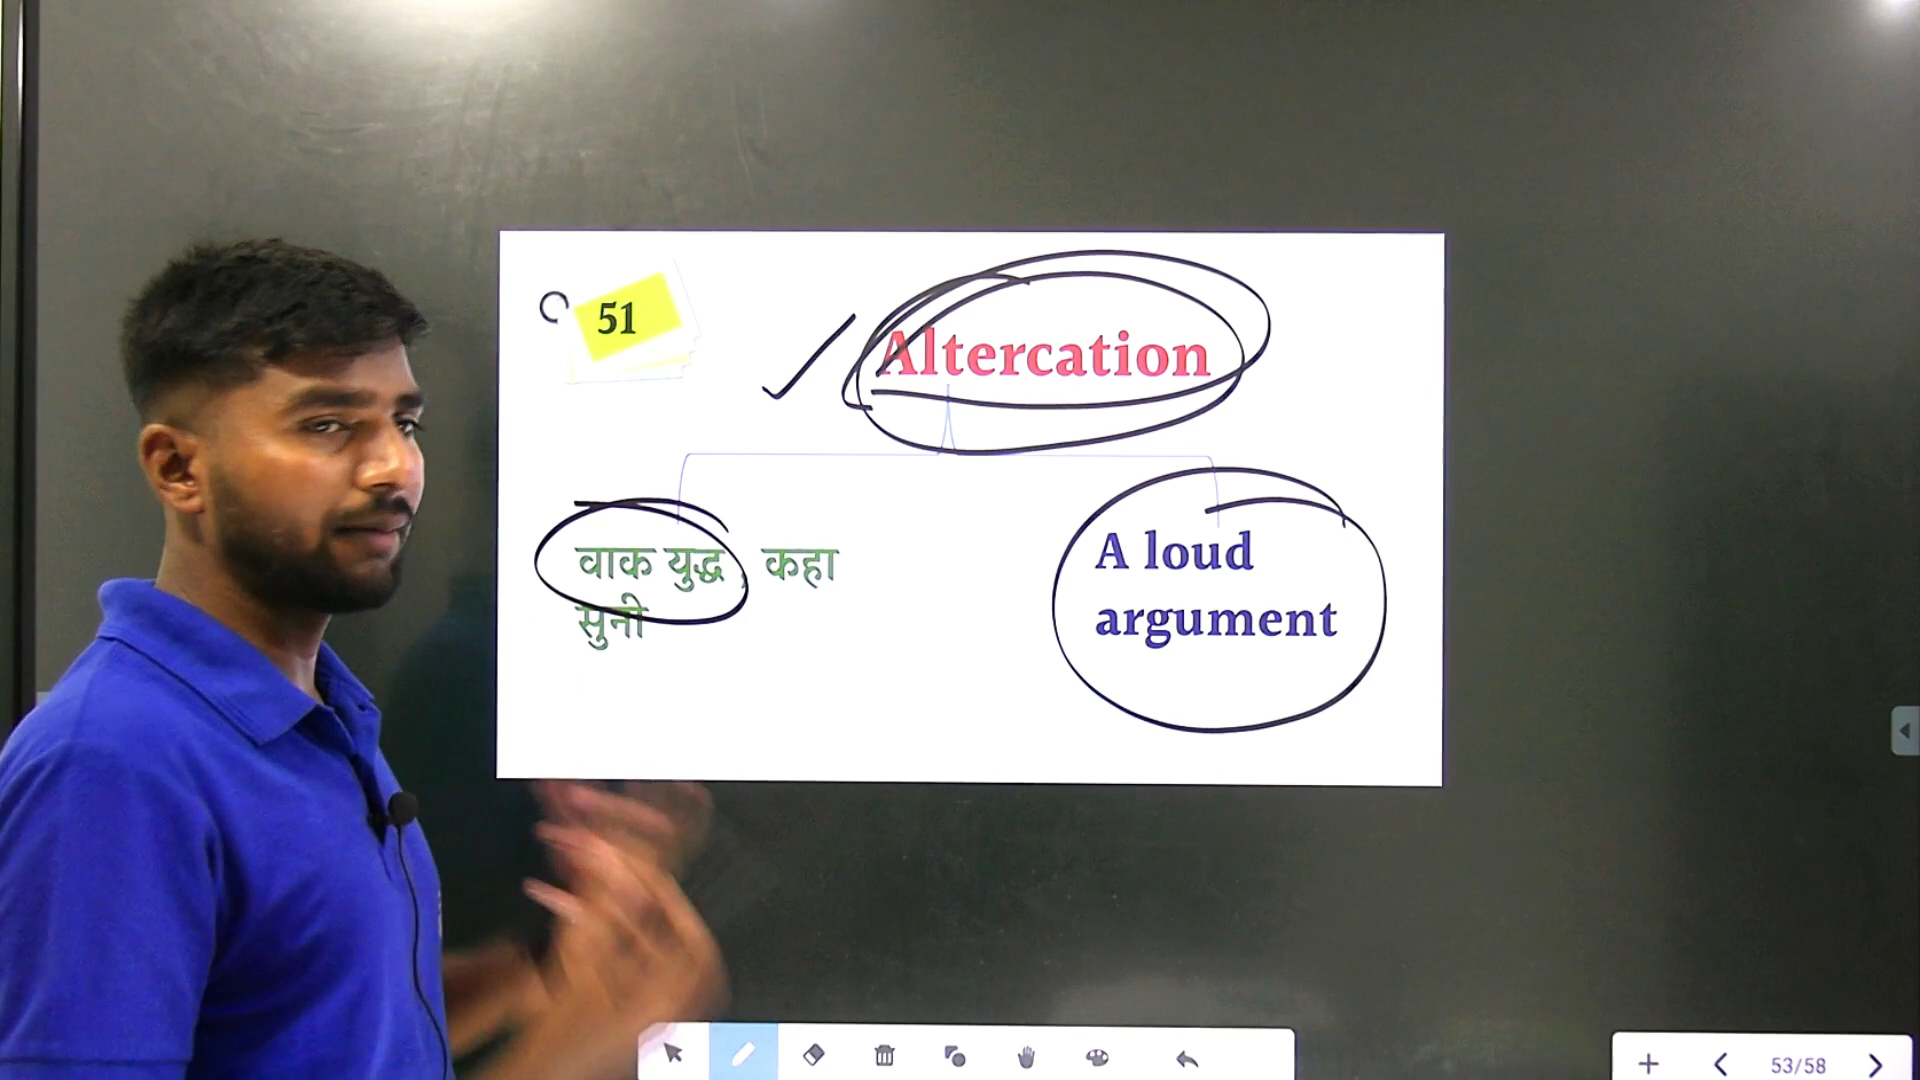 51
Altercation
वाक युद्ध , कहा
सुनी
A loud
argument
53/58